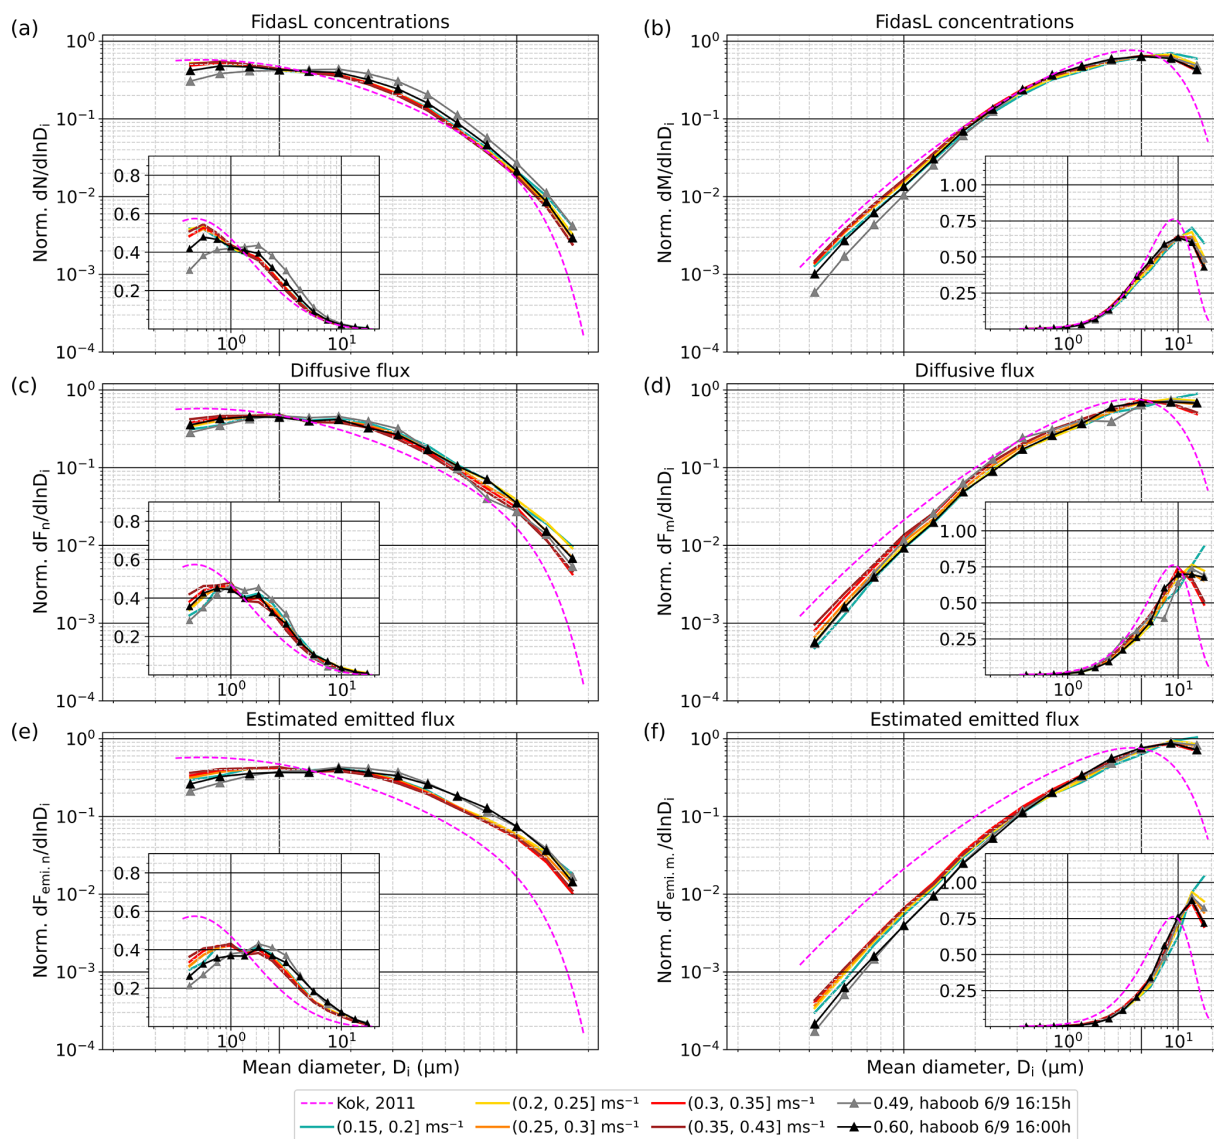 (a) FidasL concentrations
Norm. dN/dlnDᵢ
10⁰
10⁻¹
10⁻²
10⁻³
10⁻⁴
0.8
0.6
0.4
0.2
10⁰ 10¹
(b) FidasL concentrations
Norm. dM/dlnDᵢ
10⁰
10⁻¹
10⁻²
10⁻³
10⁻⁴
1.00
0.75
0.50
0.25
10⁰ 10¹
(c) Diffusive flux
Norm. dFₙ/dlnDᵢ
10⁰
10⁻¹
10⁻²
10⁻³
10⁻⁴
0.8
0.6
0.4
0.2
10⁰ 10¹
(d) Diffusive flux
Norm. dFₘ/dlnDᵢ
10⁰
10⁻¹
10⁻²
10⁻³
10⁻⁴
1.00
0.75
0.50
0.25
10⁰ 10¹
(e) Estimated emitted flux
Norm. dF_emi. n/dlnDᵢ
10⁰
10⁻¹
10⁻²
10⁻³
10⁻⁴
0.8
0.6
0.4
0.2
10⁰ 10¹
Mean diameter, Dᵢ (µm)
(f) Estimated emitted flux
Norm. dF_emi. m./dlnDᵢ
10⁰
10⁻¹
10⁻²
10⁻³
10⁻⁴
1.00
0.75
0.50
0.25
10⁰ 10¹
Mean diameter, Dᵢ (µm)
Kok, 2011
(0.15, 0.2] ms⁻¹
(0.2, 0.25] ms⁻¹
(0.25, 0.3] ms⁻¹
(0.3, 0.35] ms⁻¹
(0.35, 0.43] ms⁻¹
0.49, haboob 6/9 16:15h
0.60, haboob 6/9 16:00h